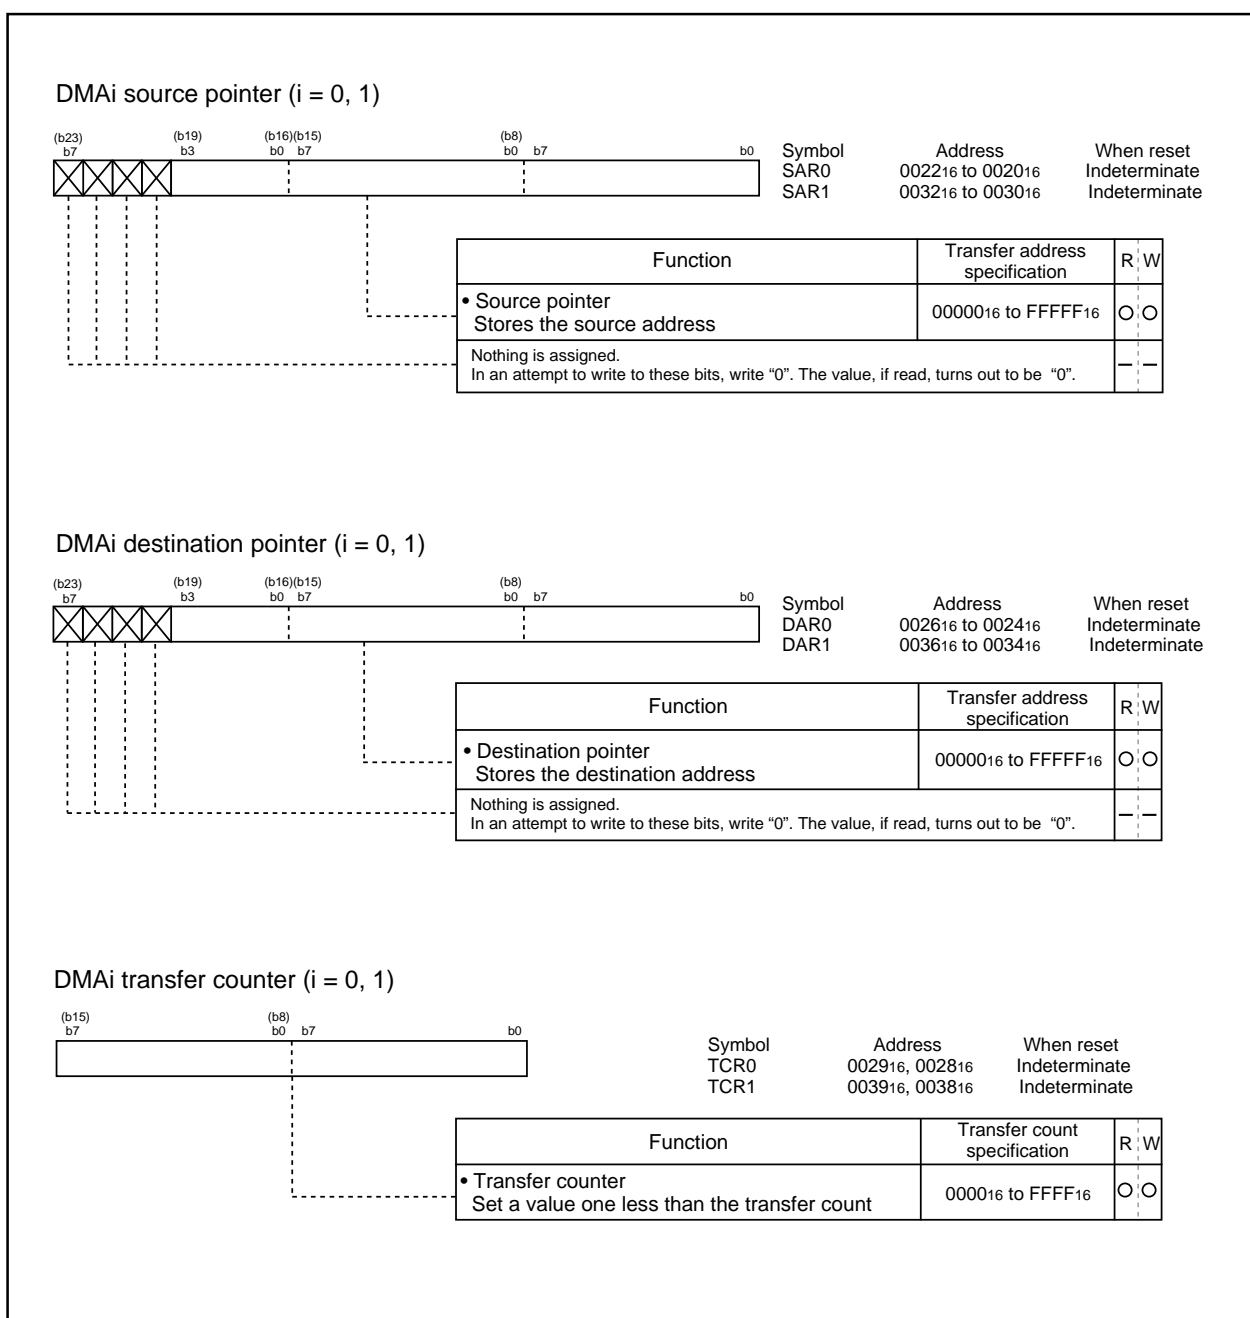 DMAi source pointer (i = 0, 1)
(b23) (b19) (b16)(b15) (b8)
b7 b3 b0 b7 b0 b7 b0
Symbol Address When reset
SAR0 002216 to 002016 Indeterminate
SAR1 003216 to 003016 Indeterminate
Function Transfer address specification R W
• Source pointer
Stores the source address
0000016 to FFFFF16
Nothing is assigned.
In an attempt to write to these bits, write “0”. The value, if read, turns out to be “0”.
DMAi destination pointer (i = 0, 1)
(b23) (b19) (b16)(b15) (b8)
b7 b3 b0 b7 b0 b7 b0
Symbol Address When reset
DAR0 002616 to 002416 Indeterminate
DAR1 003616 to 003416 Indeterminate
Function Transfer address specification R W
• Destination pointer
Stores the destination address
0000016 to FFFFF16
Nothing is assigned.
In an attempt to write to these bits, write “0”. The value, if read, turns out to be “0”.
DMAi transfer counter (i = 0, 1)
(b15) (b8)
b7 b0 b7 b0
Symbol Address When reset
TCR0 002916, 002816 Indeterminate
TCR1 003916, 003816 Indeterminate
Function Transfer count specification R W
• Transfer counter
Set a value one less than the transfer count
000016 to FFFF16